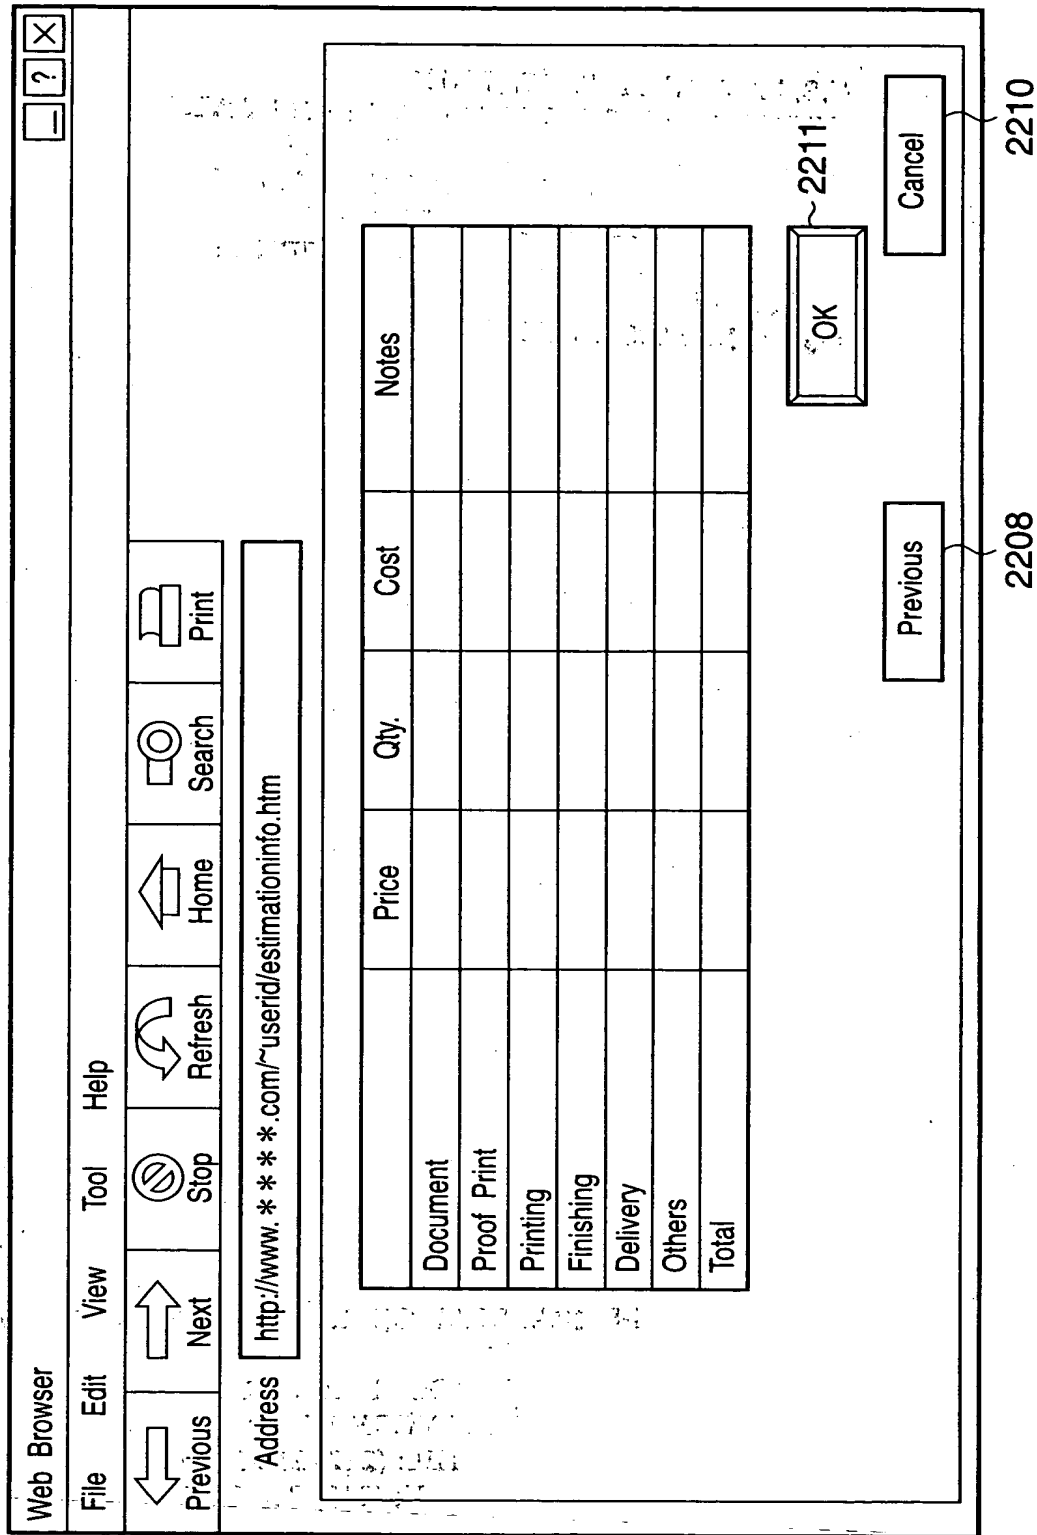 Web Browser _ ? X
File Edit View Tool Help
Previous Next Stop Refresh Home Search Print
Address http://www.****.com/~userid/estimationinfo.htm
Price Qty. Cost Notes
Document
Proof Print
Printing
Finishing
Delivery
Others
Total
OK 2211
Previous Cancel
2208 2210